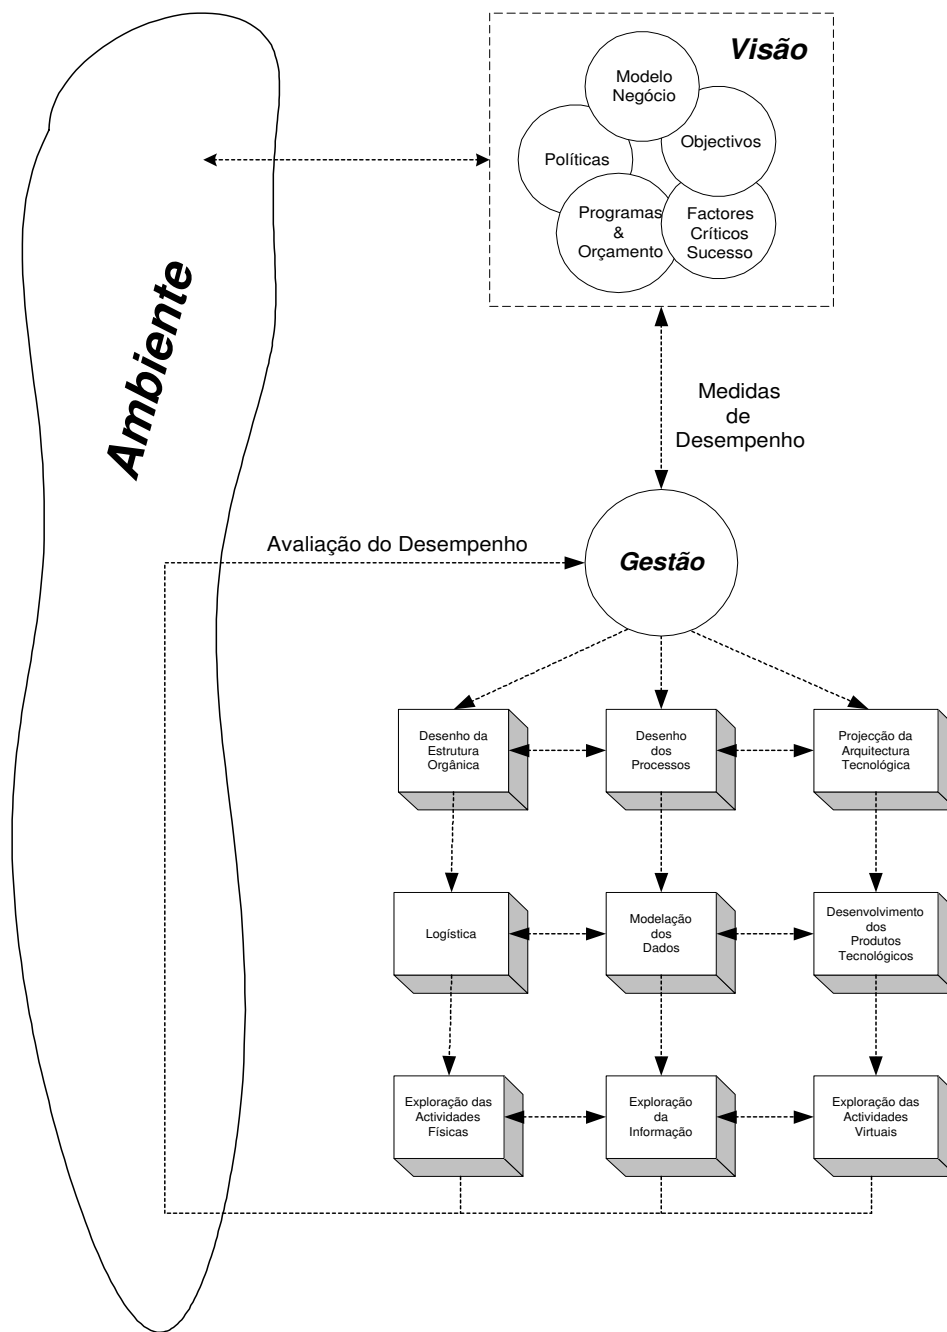 Visão
Modelo
Negócio
Objectivos
Políticas
Programas
&
Orçamento
Factores
Críticos
Sucesso
Ambiente
Medidas
de
Desempenho
Avaliação do Desempenho
Gestão
Desenho da
Estrutura
Orgânica
Desenho
dos
Processos
Projecção da
Arquitectura
Tecnológica
Logística
Modelação
dos
Dados
Desenvolvimento
dos
Produtos
Tecnológicos
Exploração das
Actividades
Físicas
Exploração
da
Informação
Exploração das
Actividades
Virtuais